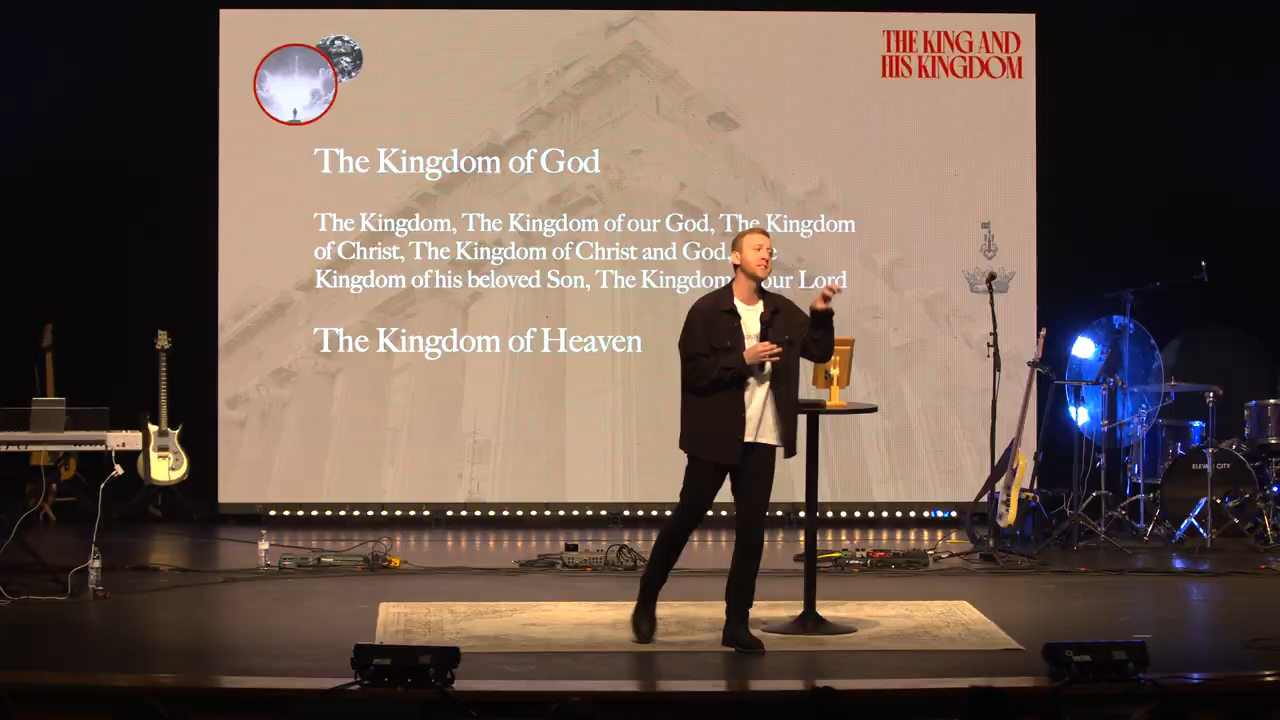 THE KING AND
HIS KINGDOM
The Kingdom of God
The Kingdom, The Kingdom of our God, The Kingdom
of Christ, The Kingdom of Christ and God,
Kingdom of his beloved Son, The Kingdom our Lord
The Kingdom of Heaven
ELEVATE CITY